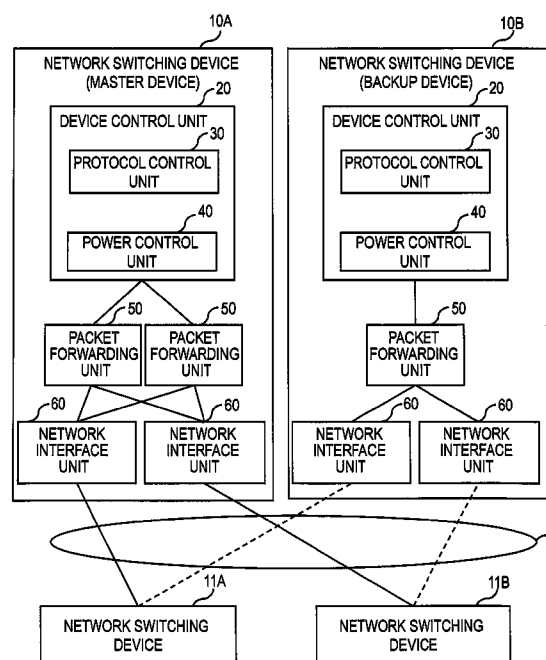 10A
NETWORK SWITCHING DEVICE
(MASTER DEVICE)
20
DEVICE CONTROL UNIT
30
PROTOCOL CONTROL
UNIT
40
POWER CONTROL
UNIT
50
PACKET
FORWARDING
UNIT
50
PACKET
FORWARDING
UNIT
60
NETWORK
INTERFACE
UNIT
60
NETWORK
INTERFACE
UNIT
10B
NETWORK SWITCHING DEVICE
(BACKUP DEVICE)
20
DEVICE CONTROL UNIT
30
PROTOCOL CONTROL
UNIT
40
POWER CONTROL
UNIT
50
PACKET
FORWARDING
UNIT
60
NETWORK
INTERFACE
UNIT
60
NETWORK
INTERFACE
UNIT
11A
NETWORK SWITCHING
DEVICE
11B
NETWORK SWITCHING
DEVICE